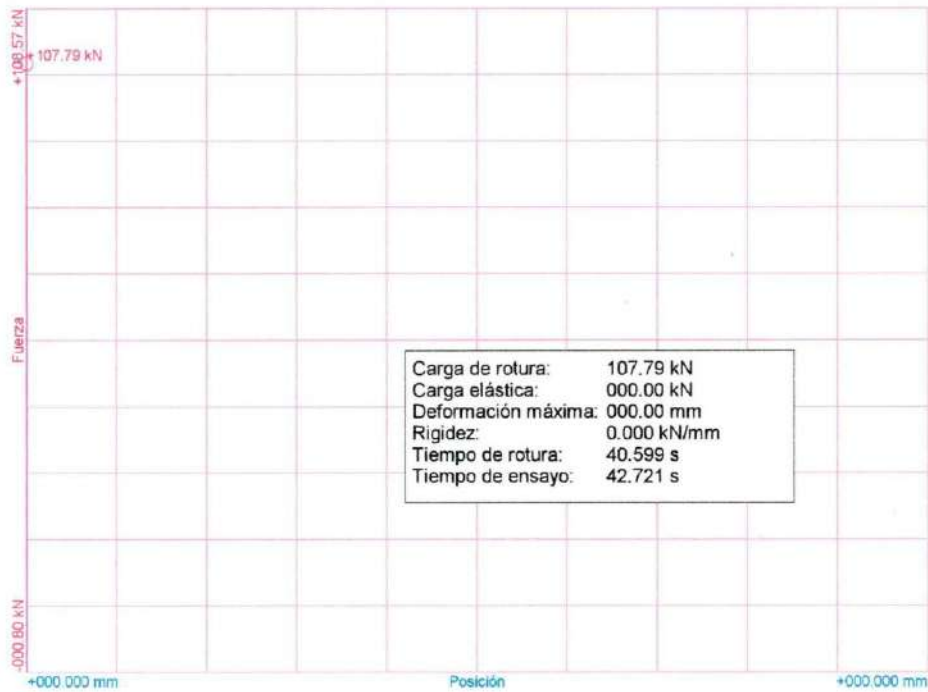 +108.57 kN
+107.79 kN
Fuerza
Carga de rotura: 107.79 kN
Carga elástica: 000.00 kN
Deformación máxima: 000.00 mm
Rigidez: 0.000 kN/mm
Tiempo de rotura: 40.599 s
Tiempo de ensayo: 42.721 s
-000.80 kN
+000.000 mm Posición +000.000 mm